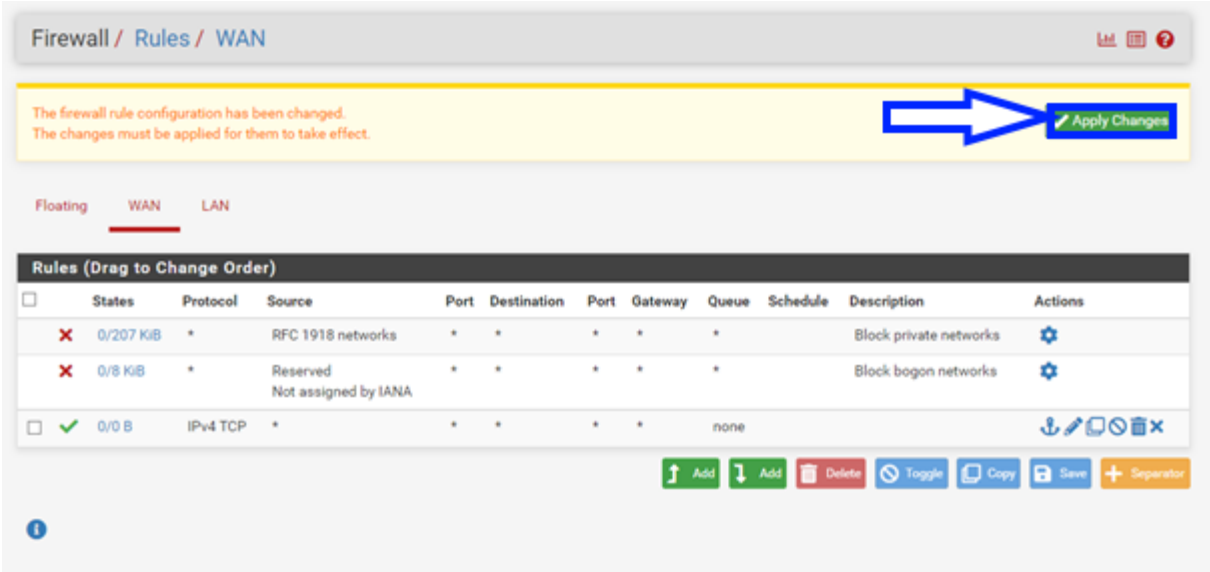 Firewall / Rules / WAN
The firewall rule configuration has been changed.
The changes must be applied for them to take effect.
Apply Changes
Floating WAN LAN
Rules (Drag to Change Order)
States Protocol Source Port Destination Port Gateway Queue Schedule Description Actions
0/207 KiB * RFC 1918 networks * * * * * Block private networks
0/8 KiB * Reserved * * * * * Block bogon networks
Not assigned by IANA
0/0 B IPv4 TCP * * * * * none
Add Add Delete Toggle Copy Save Separator